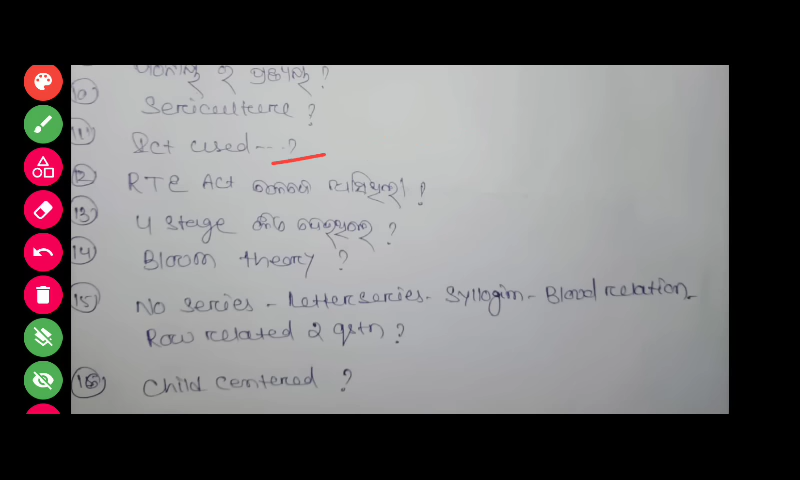 10) Sericulture ?
11) Ict used -- - ?
12) RTE Act କେବେ ?
13) 4 stage କିଏ ?
14) Bloom theory ?
15) No series - Letter series - Syllogim - Blood relation
Row related 2 qstn ?
16) Child centered ?